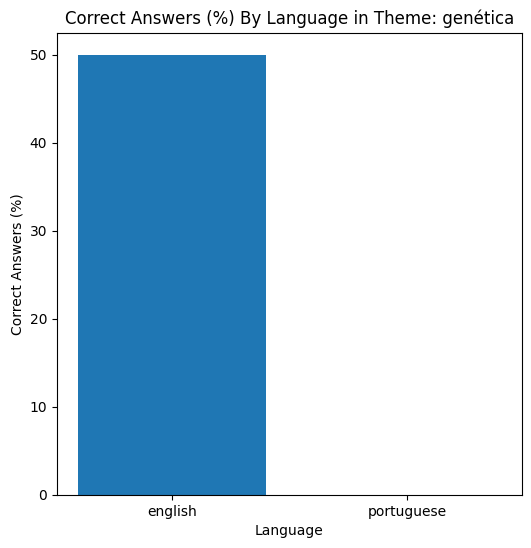 Correct Answers (%) By Language in Theme: genética
50
40
30
20
10
0
Correct Answers (%)
english portuguese
Language